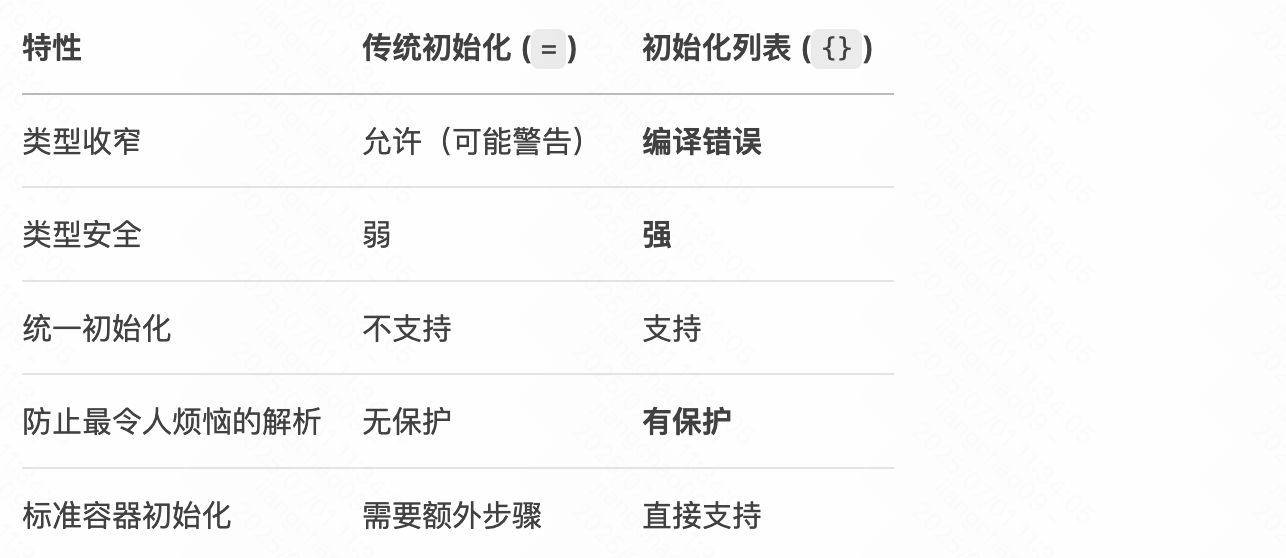 特性 传统初始化 (=) 初始化列表 ({})
类型收窄 允许（可能警告） 编译错误
类型安全 弱 强
统一初始化 不支持 支持
防止最令人烦恼的解析 无保护 有保护
标准容器初始化 需要额外步骤 直接支持